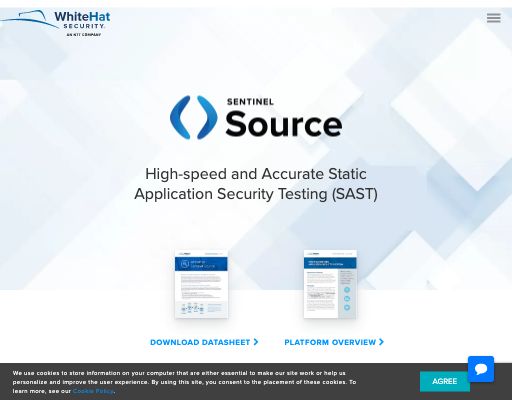 WhiteHat
SECURITY.
AN NTT COMPANY
SENTINEL
Source
High-speed and Accurate Static
Application Security Testing (SAST)
DOWNLOAD DATASHEET
PLATFORM OVERVIEW
We use cookies to store information on your computer that are either essential to make our site work or help us
personalize and improve the user experience. By using this site, you consent to the placement of these cookies. To
learn more, see our Cookie Policy.
AGREE